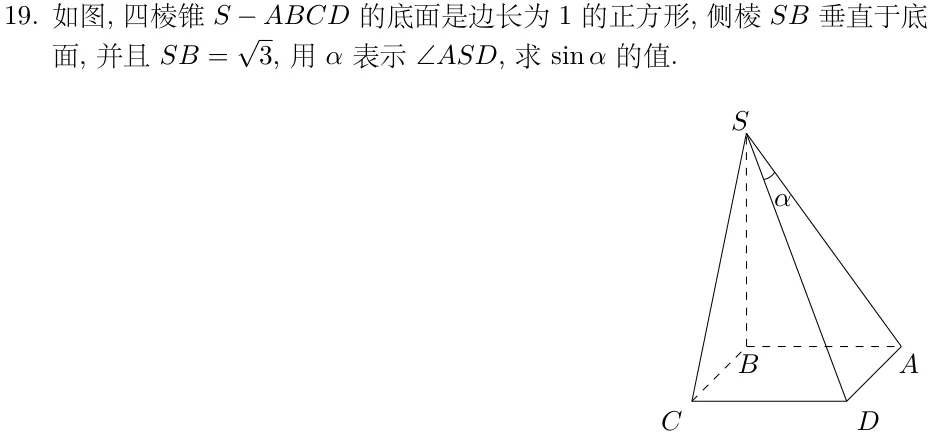 19. 如图, 四棱锥 S − ABCD 的底面是边长为 1 的正方形, 侧棱 SB 垂直于底
面, 并且 SB = √3, 用 α 表示 ∠ASD, 求 sin α 的值.
S
α
B
A
C
D